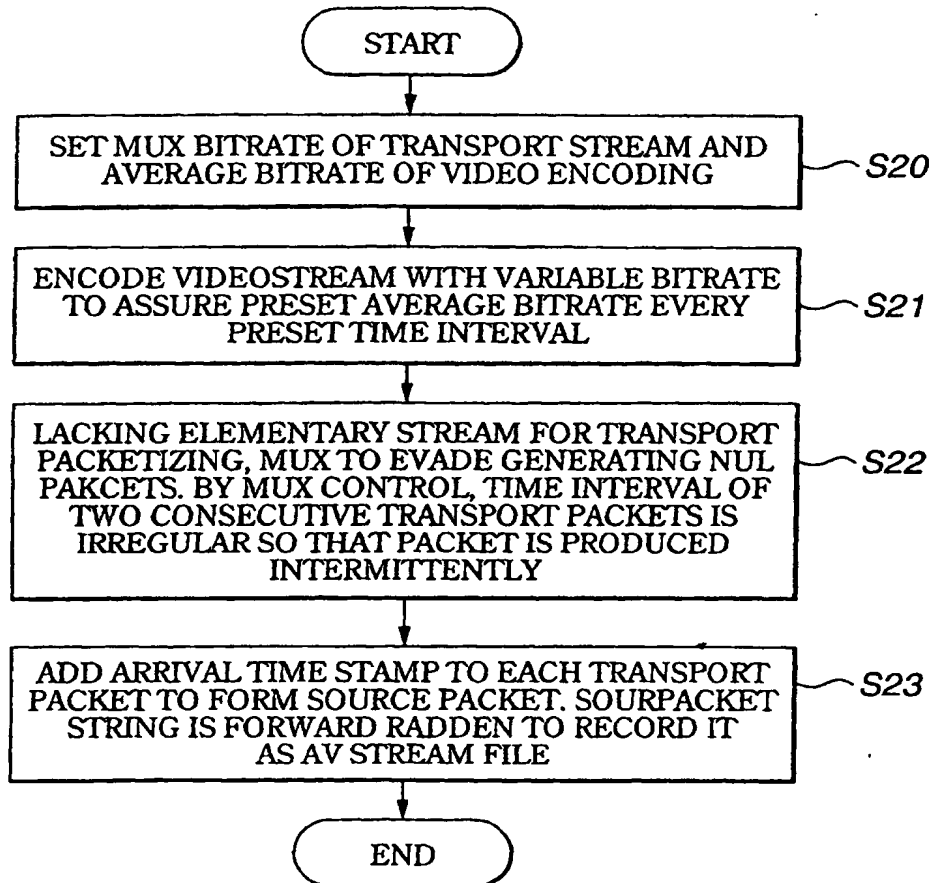 START
SET MUX BITRATE OF TRANSPORT STREAM AND
AVERAGE BITRATE OF VIDEO ENCODING
S20
ENCODE VIDEOSTREAM WITH VARIABLE BITRATE
TO ASSURE PRESET AVERAGE BITRATE EVERY
PRESET TIME INTERVAL
S21
LACKING ELEMENTARY STREAM FOR TRANSPORT
PACKETIZING, MUX TO EVADE GENERATING NUL
PAKCETS. BY MUX CONTROL, TIME INTERVAL OF
TWO CONSECUTIVE TRANSPORT PACKETS IS
IRREGULAR SO THAT PACKET IS PRODUCED
INTERMITTENTLY
S22
ADD ARRIVAL TIME STAMP TO EACH TRANSPORT
PACKET TO FORM SOURCE PACKET. SOURPACKET
STRING IS FORWARD RADDEN TO RECORD IT
AS AV STREAM FILE
S23
END